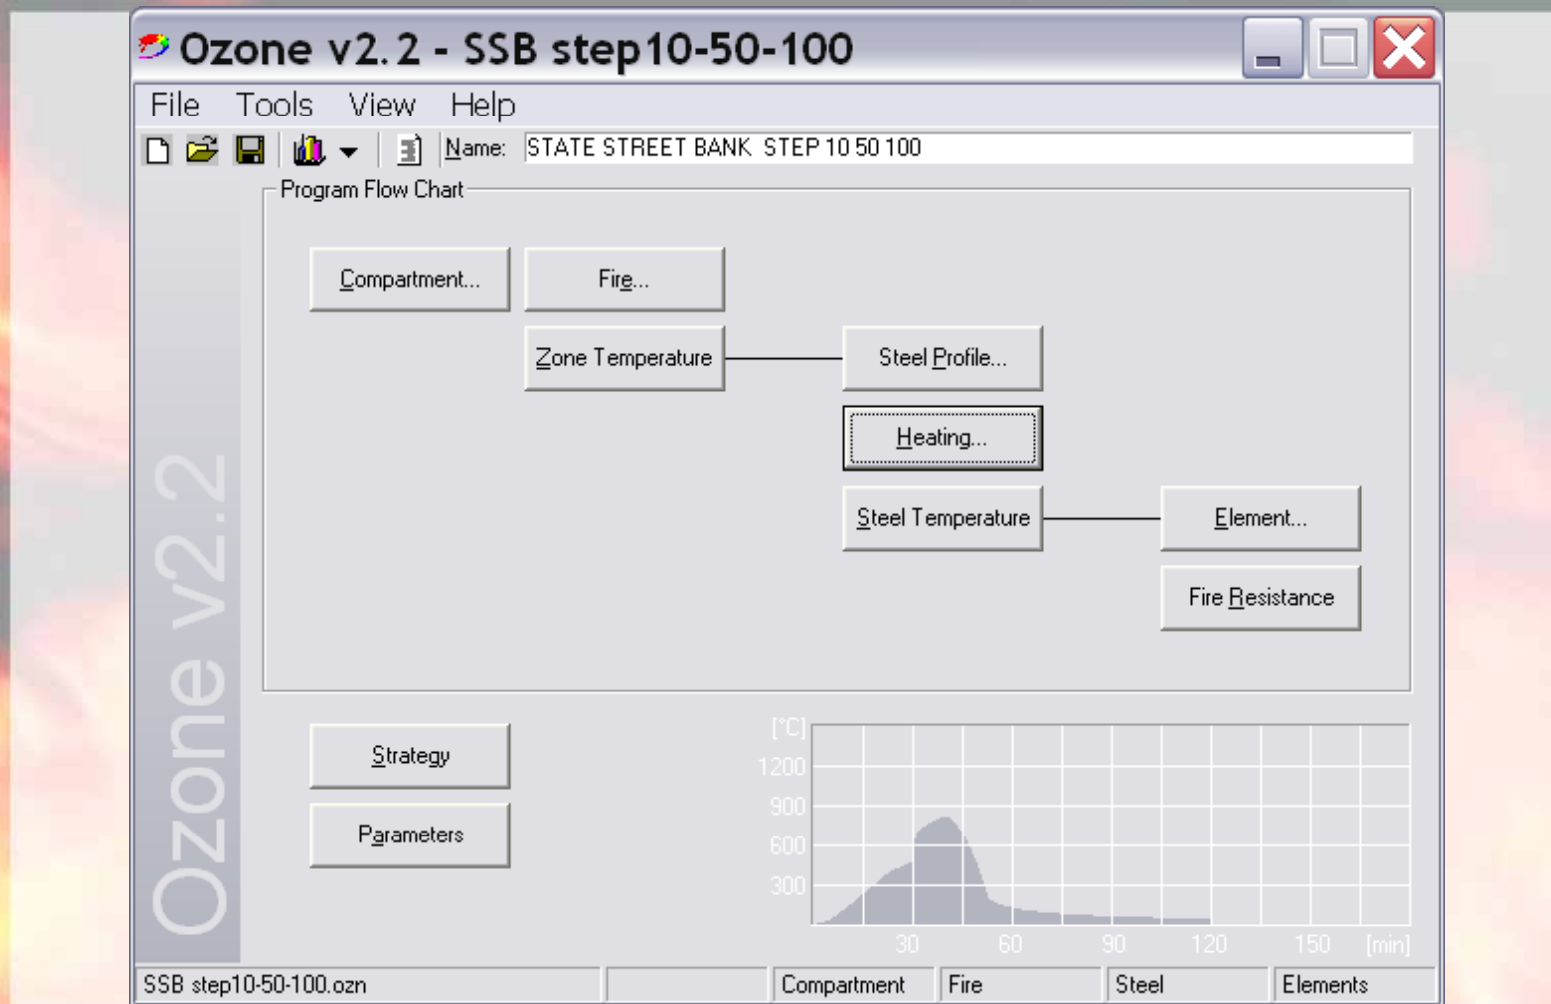 Ozone v2.2 - SSB step10-50-100
File Tools View Help
Name: STATE STREET BANK STEP 10 50 100
Program Flow Chart
Compartment... Fire...
Zone Temperature Steel Profile...
Heating...
Steel Temperature Element...
Fire Resistance
Ozone v2.2
Strategy
Parameters
[°C]
1200
900
600
300
30 60 90 120 150 [min]
SSB step10-50-100.ozn Compartment Fire Steel Elements